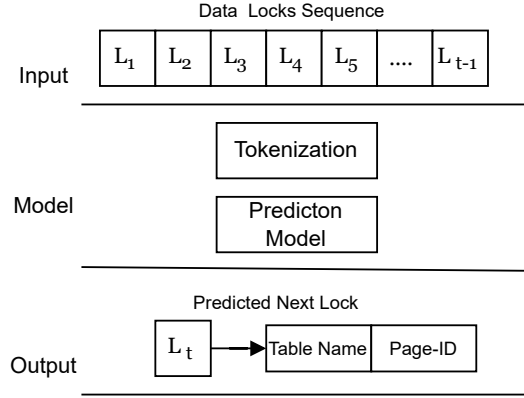 Data Locks Sequence
Input L1 L2 L3 L4 L5 .... L t-1
Tokenization
Model
Predicton
Model
Predicted Next Lock
Output L t Table Name Page-ID